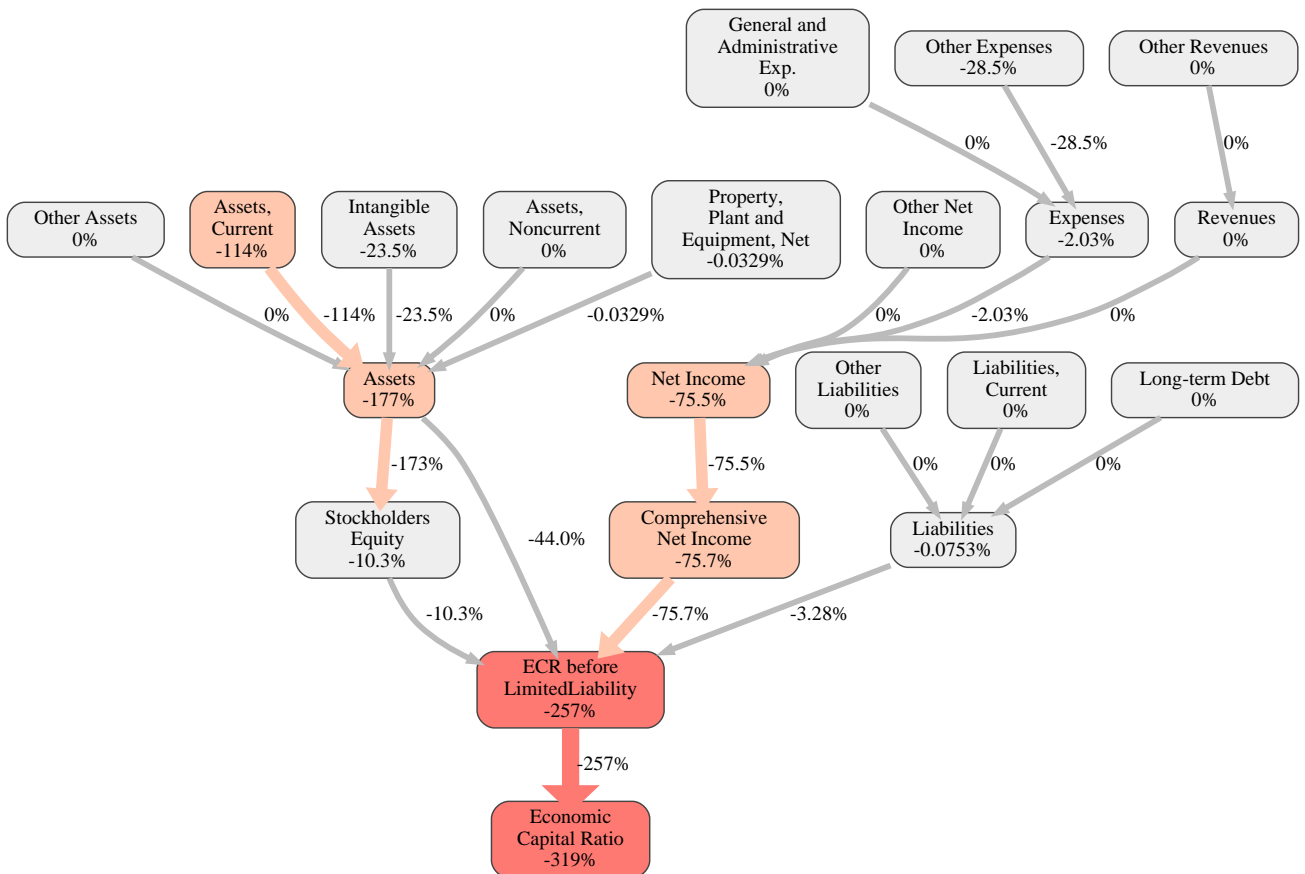 General and
Administrative
Exp.
0%
Other Expenses
-28.5%
Other Revenues
0%
0%
-28.5%
0%
Other Assets
0%
Assets,
Current
-114%
Intangible
Assets
-23.5%
Assets,
Noncurrent
0%
Property,
Plant and
Equipment, Net
-0.0329%
Other Net
Income
0%
Expenses
-2.03%
Revenues
0%
0%
-114%
-23.5%
0%
-0.0329%
0%
-2.03%
0%
Assets
-177%
Net Income
-75.5%
Other
Liabilities
0%
Liabilities,
Current
0%
Long-term Debt
0%
-173%
-75.5%
0%
0%
0%
Stockholders
Equity
-10.3%
-44.0%
Comprehensive
Net Income
-75.7%
Liabilities
-0.0753%
-10.3%
-75.7%
-3.28%
ECR before
LimitedLiability
-257%
-257%
Economic
Capital Ratio
-319%